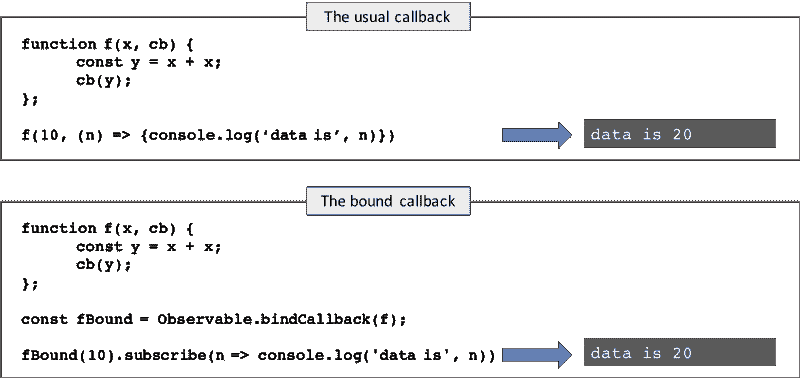 The usual callback
function f(x, cb) {
const y = x + x;
cb(y);
};
f(10, (n) => {console.log(‘data is’, n)})
data is 20
The bound callback
function f(x, cb) {
const y = x + x;
cb(y);
};
const fBound = Observable.bindCallback(f);
fBound(10).subscribe(n => console.log('data is', n))
data is 20